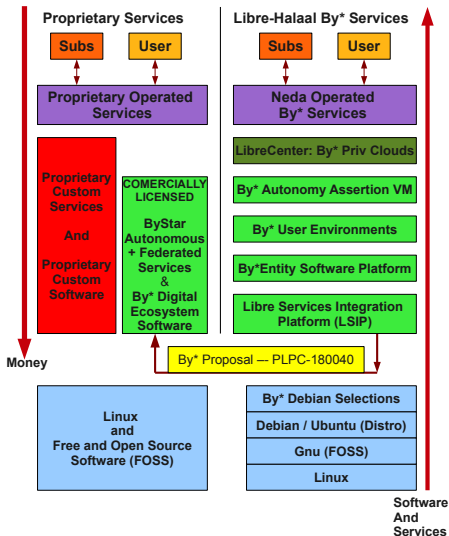 Proprietary Services
Libre-Halaal By* Services
Subs
User
Subs
User
Proprietary Operated
Services
Neda Operated
By* Services
LibreCenter: By* Priv Clouds
Proprietary
Custom
Services
And
Proprietary
Custom
Software
COMERCIALLY
LICENSED
ByStar
Autonomous
+ Federated
Services
&
By* Digital
Ecosystem
Software
By* Autonomy Assertion VM
By* User Environments
By*Entity Software Platform
Libre Services Integration
Platform (LSIP)
Money
By* Proposal –- PLPC-180040
Linux
and
Free and Open Source
Software (FOSS)
By* Debian Selections
Debian / Ubuntu (Distro)
Gnu (FOSS)
Linux
Software
And
Services